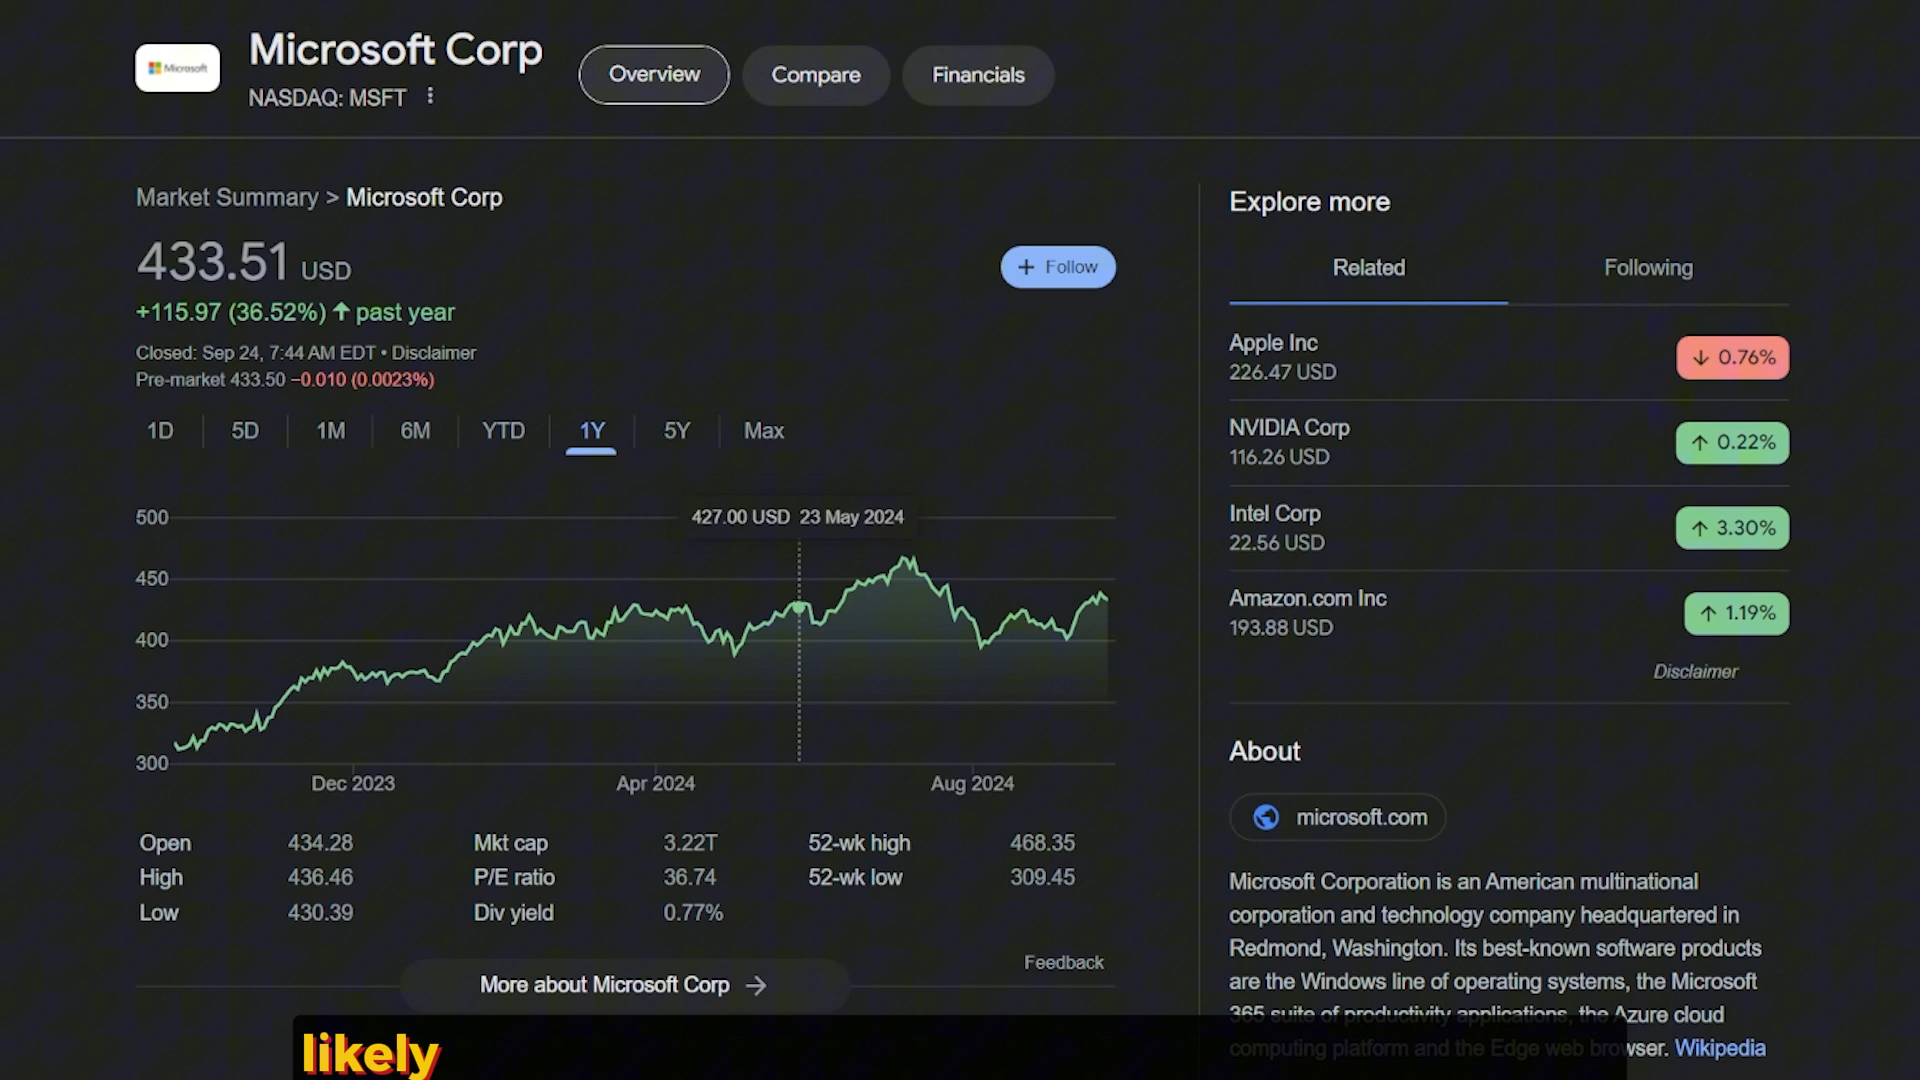 Microsoft
Microsoft Corp
NASDAQ: MSFT
Overview
Compare
Financials
Market Summary > Microsoft Corp
433.51 USD
+ Follow
+115.97 (36.52%) ↑ past year
Closed: Sep 24, 7:44 AM EDT • Disclaimer
Pre-market 433.50 −0.010 (0.0023%)
1D 5D 1M 6M YTD 1Y 5Y Max
427.00 USD 23 May 2024
500
450
400
350
300
Dec 2023 Apr 2024 Aug 2024
Open 434.28 Mkt cap 3.22T 52-wk high 468.35
High 436.46 P/E ratio 36.74 52-wk low 309.45
Low 430.39 Div yield 0.77%
Feedback
More about Microsoft Corp →
Explore more
Related Following
Apple Inc
226.47 USD
↓ 0.76%
NVIDIA Corp
116.26 USD
↑ 0.22%
Intel Corp
22.56 USD
↑ 3.30%
Amazon.com Inc
193.88 USD
↑ 1.19%
Disclaimer
About
microsoft.com
Microsoft Corporation is an American multinational
corporation and technology company headquartered in
Redmond, Washington. Its best-known software products
are the Windows line of operating systems, the Microsoft
365 suite of productivity applications, the Azure cloud
computing platform and the Edge web browser. Wikipedia
likely